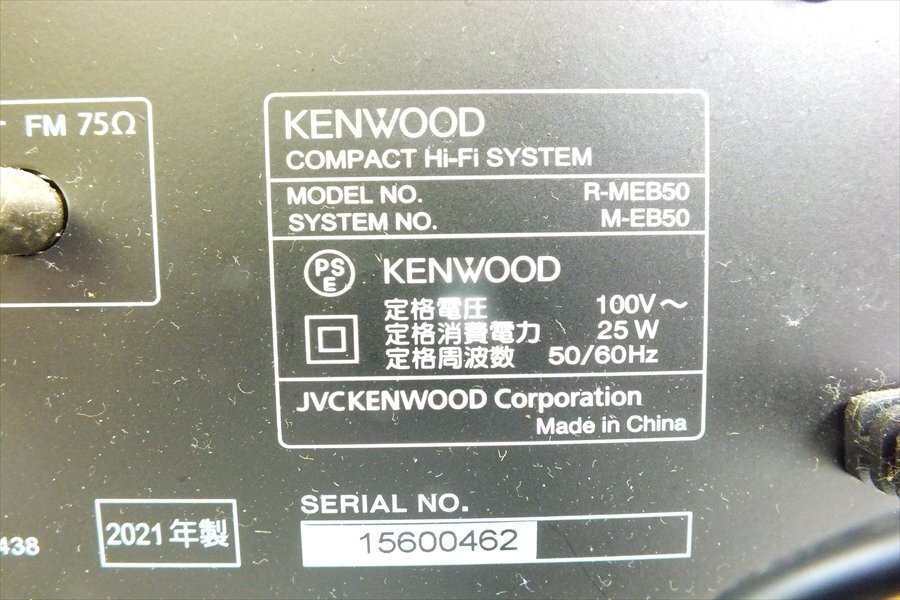 FM 75Ω
KENWOOD
COMPACT Hi-Fi SYSTEM
MODEL NO. R-MEB50
SYSTEM NO. M-EB50
PS
E
KENWOOD
定格電圧 100V～
定格消費電力 25 W
定格周波数 50/60Hz
JVCKENWOOD Corporation
Made in China
SERIAL NO.
15600462
2021年製
438